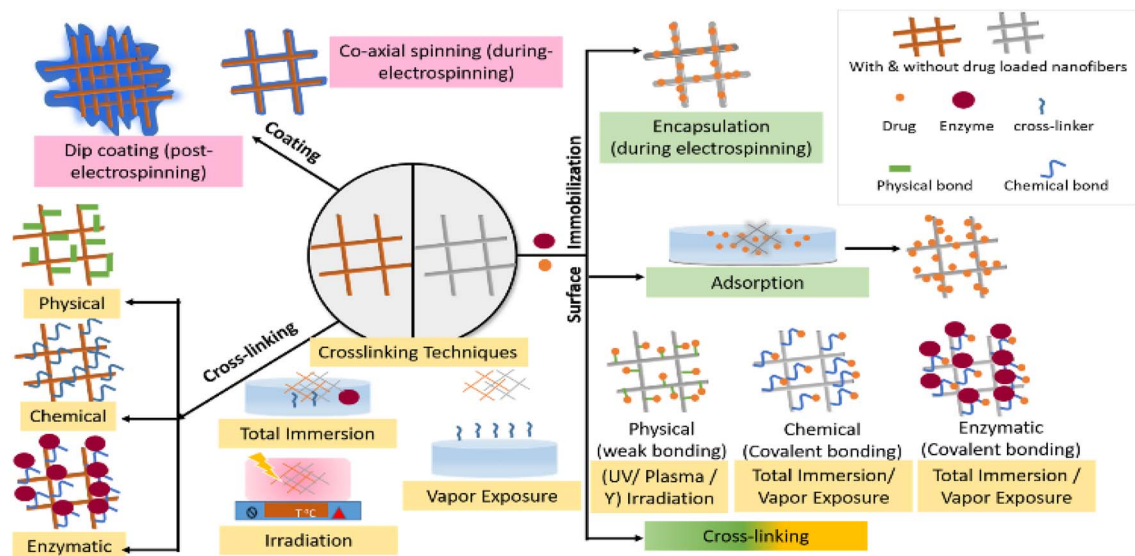 Co-axial spinning (during-
electrospinning)
Dip coating (post-
electrospinning)
Coating
Physical
Chemical
Enzymatic
Cross-linking
Crosslinking Techniques
Total Immersion
T °C
Irradiation
Vapor Exposure
Surface Immobilization
Encapsulation
(during electrospinning)
Adsorption
Physical
(weak bonding)
(UV/ Plasma /
Y) Irradiation
Chemical
(Covalent bonding)
Total Immersion/
Vapor Exposure
Enzymatic
(Covalent bonding)
Total Immersion /
Vapor Exposure
Cross-linking
With & without drug loaded nanofibers
Drug
Enzyme
cross-linker
Physical bond
Chemical bond